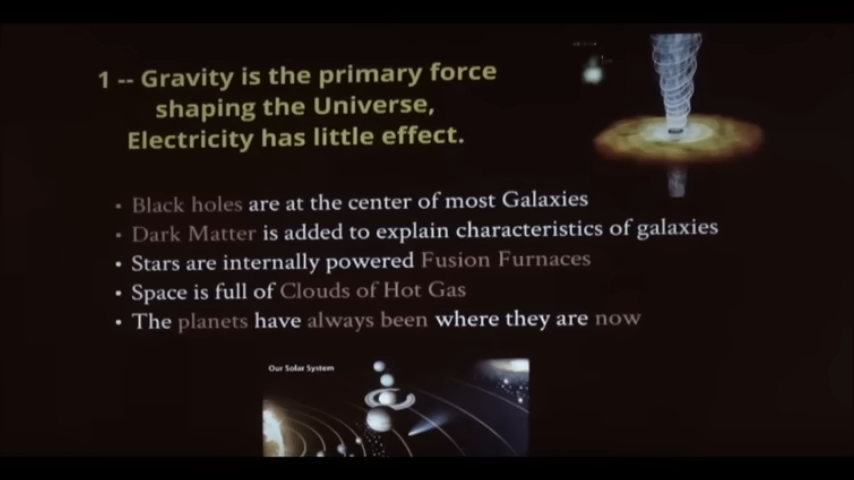 1 -- Gravity is the primary force
shaping the Universe,
Electricity has little effect.
• Black holes are at the center of most Galaxies
• Dark Matter is added to explain characteristics of galaxies
• Stars are internally powered Fusion Furnaces
• Space is full of Clouds of Hot Gas
• The planets have always been where they are now
Our Solar System